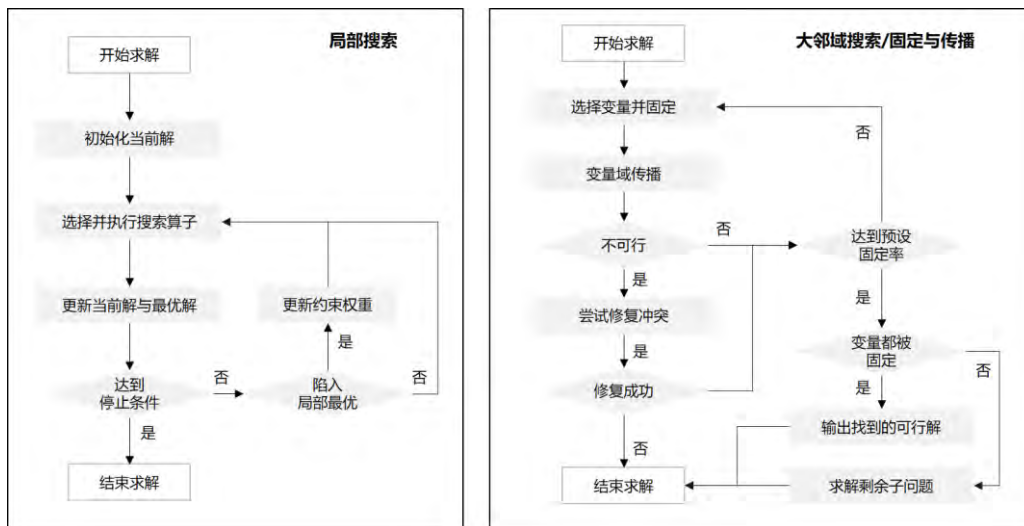 局部搜索
开始求解
初始化当前解
选择并执行搜索算子
更新当前解与最优解
更新约束权重
是
达到
停止条件
否
陷入
局部最优
否
是
结束求解
大邻域搜索/固定与传播
开始求解
选择变量并固定
否
变量域传播
不可行
否
达到预设
固定率
是
是
尝试修复冲突
是
变量都被
固定
否
修复成功
是
输出找到的可行解
否
结束求解
求解剩余子问题